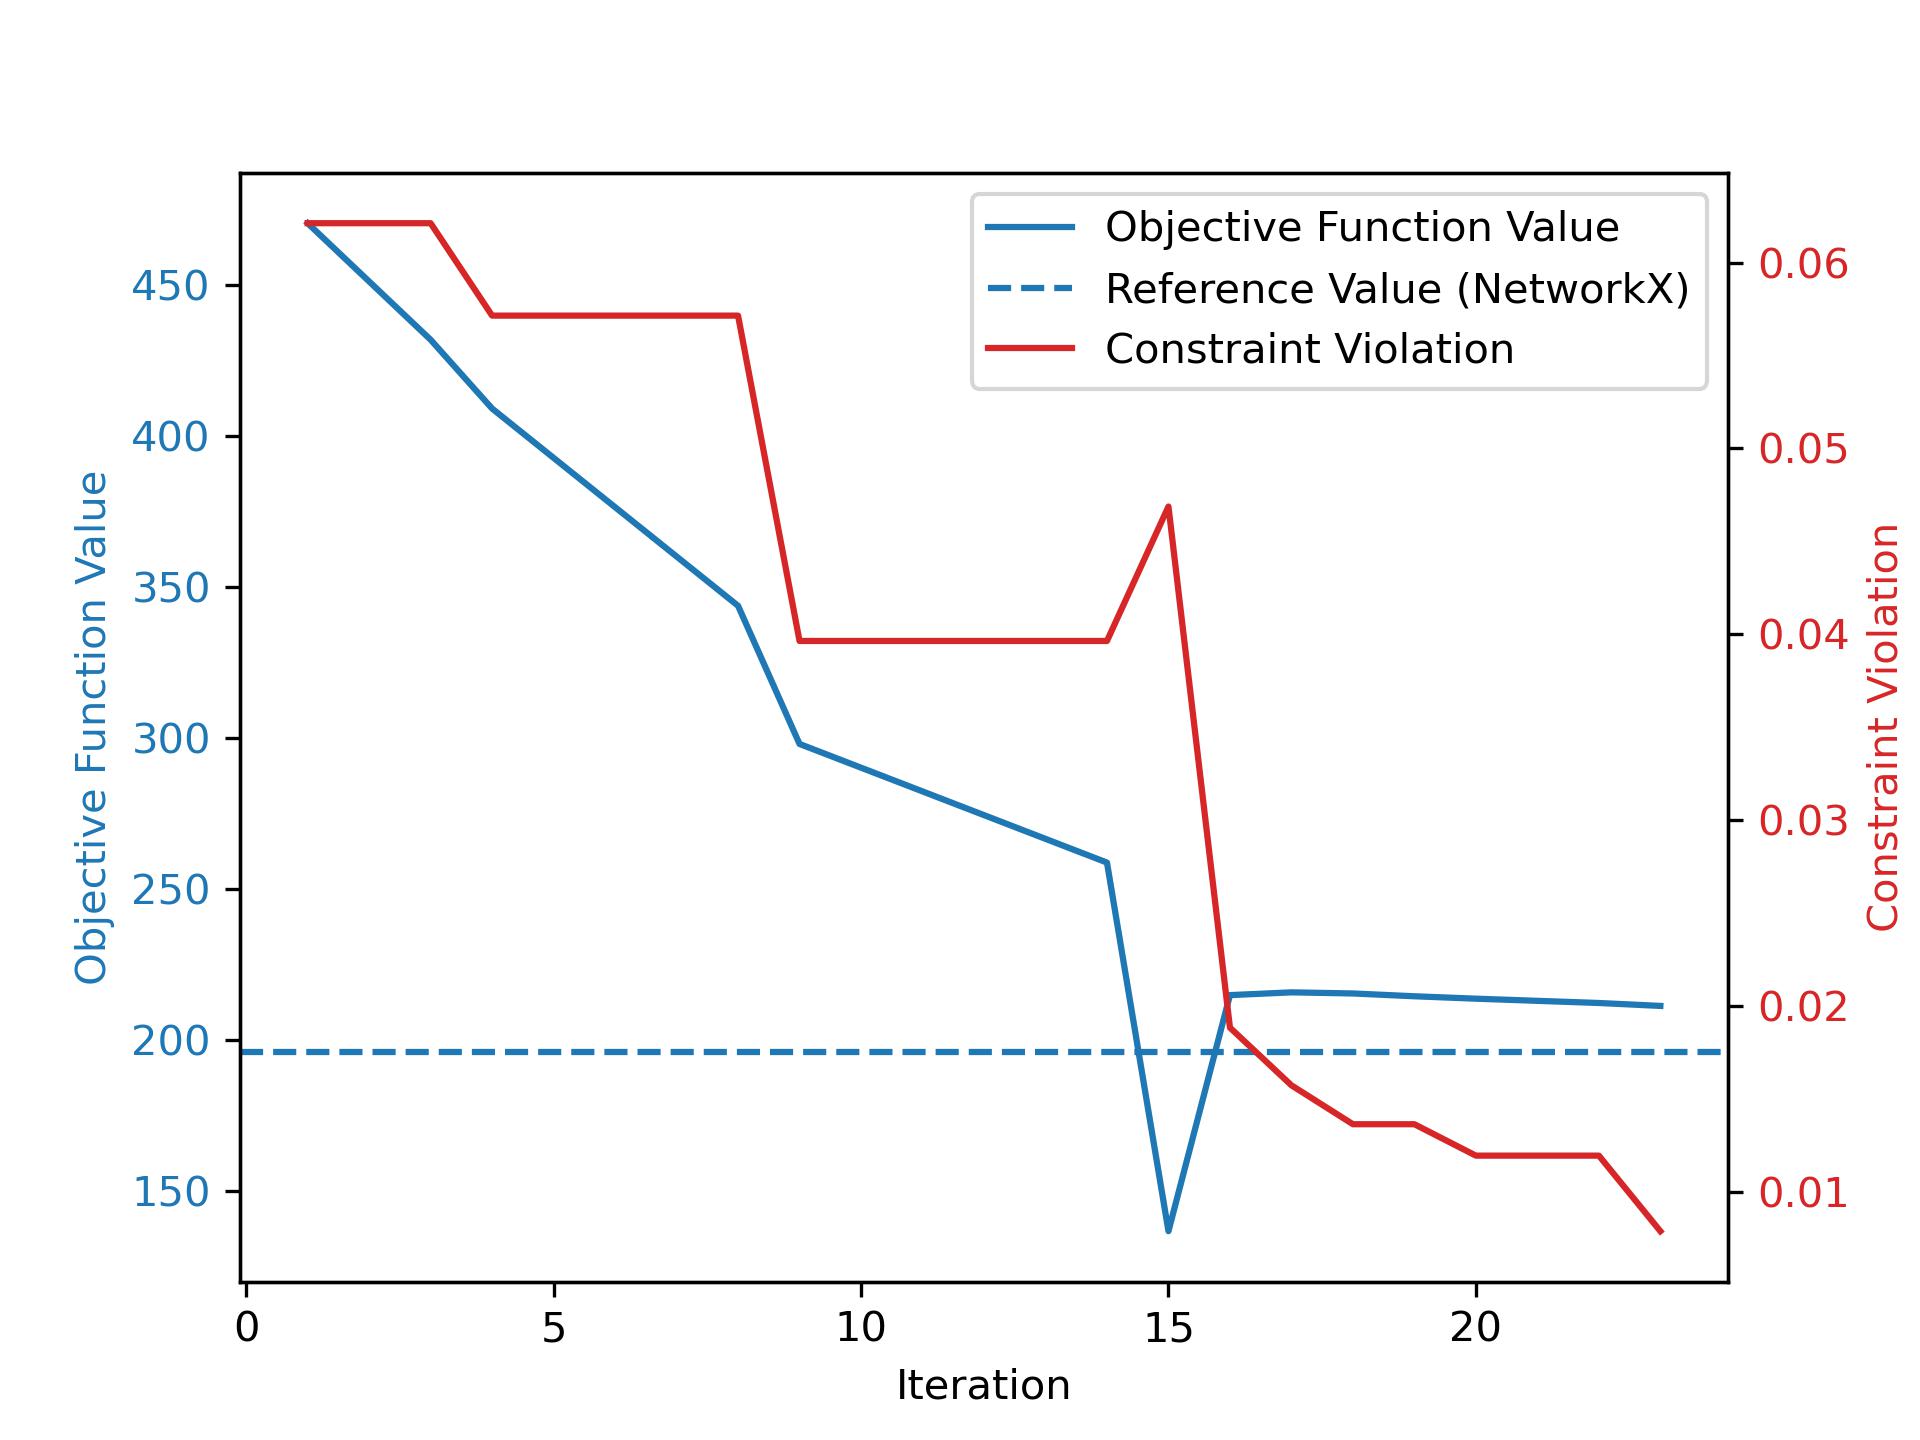 Objective Function Value
Reference Value (NetworkX)
Constraint Violation
450
400
350
300
250
200
150
Objective Function Value
0.06
0.05
0.04
0.03
0.02
0.01
Constraint Violation
0 5 10 15 20
Iteration